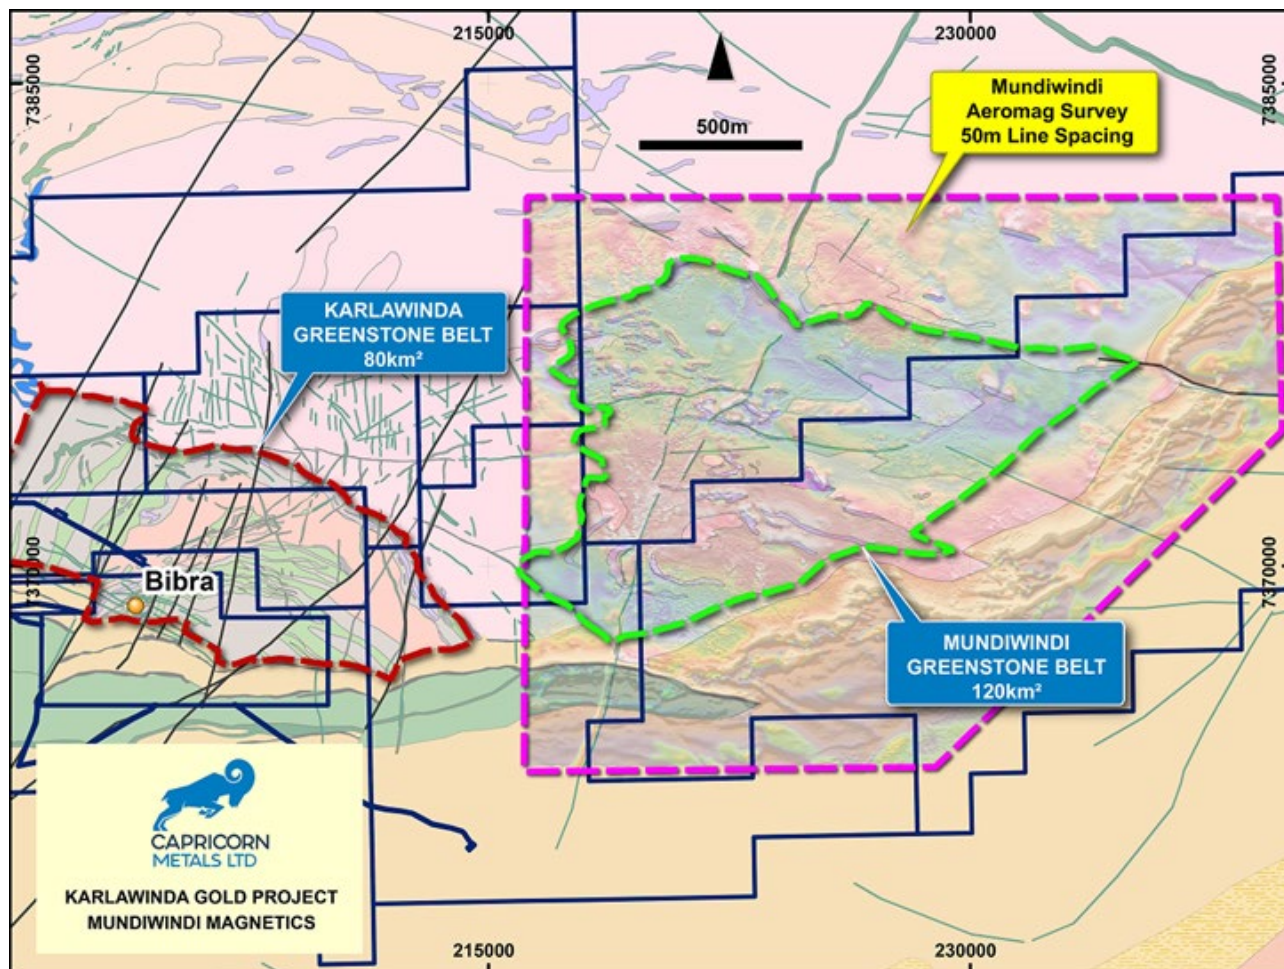 215000
230000
7385000
7385000
Mundiwindi
Aeromag Survey
50m Line Spacing
500m
KARLAWINDA
GREENSTONE BELT
80km²
7370000
7370000
Bibra
MUNDIWINDI
GREENSTONE BELT
120km²
CAPRICORN
METALS LTD
KARLAWINDA GOLD PROJECT
MUNDIWINDI MAGNETICS
215000
230000